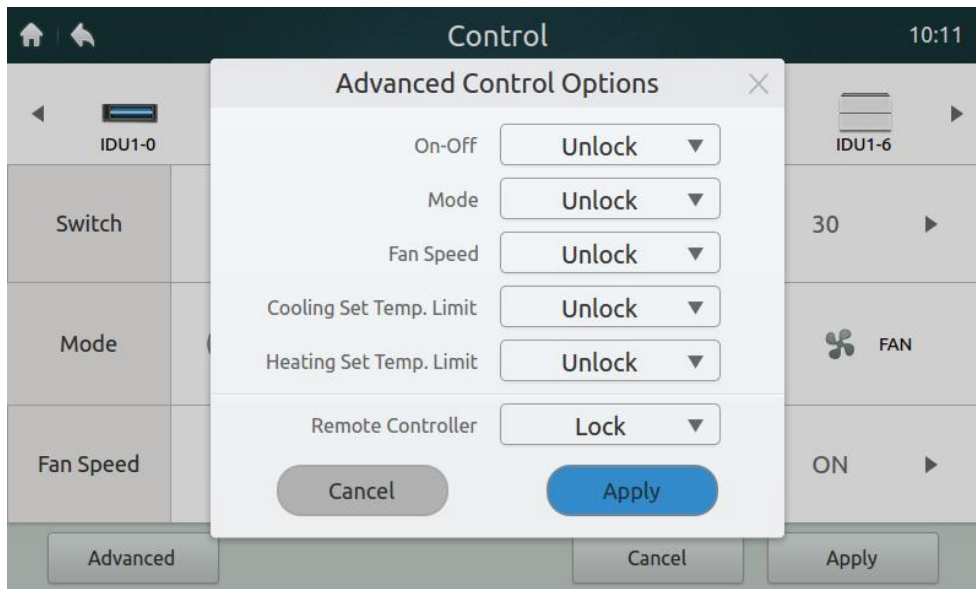 Control
10:11
Advanced Control Options
IDU1-0
IDU1-6
On-Off Unlock
Mode Unlock
Fan Speed Unlock
Cooling Set Temp. Limit Unlock
Heating Set Temp. Limit Unlock
Remote Controller Lock
Cancel Apply
Switch
30
Mode
FAN
Fan Speed
ON
Advanced
Cancel
Apply